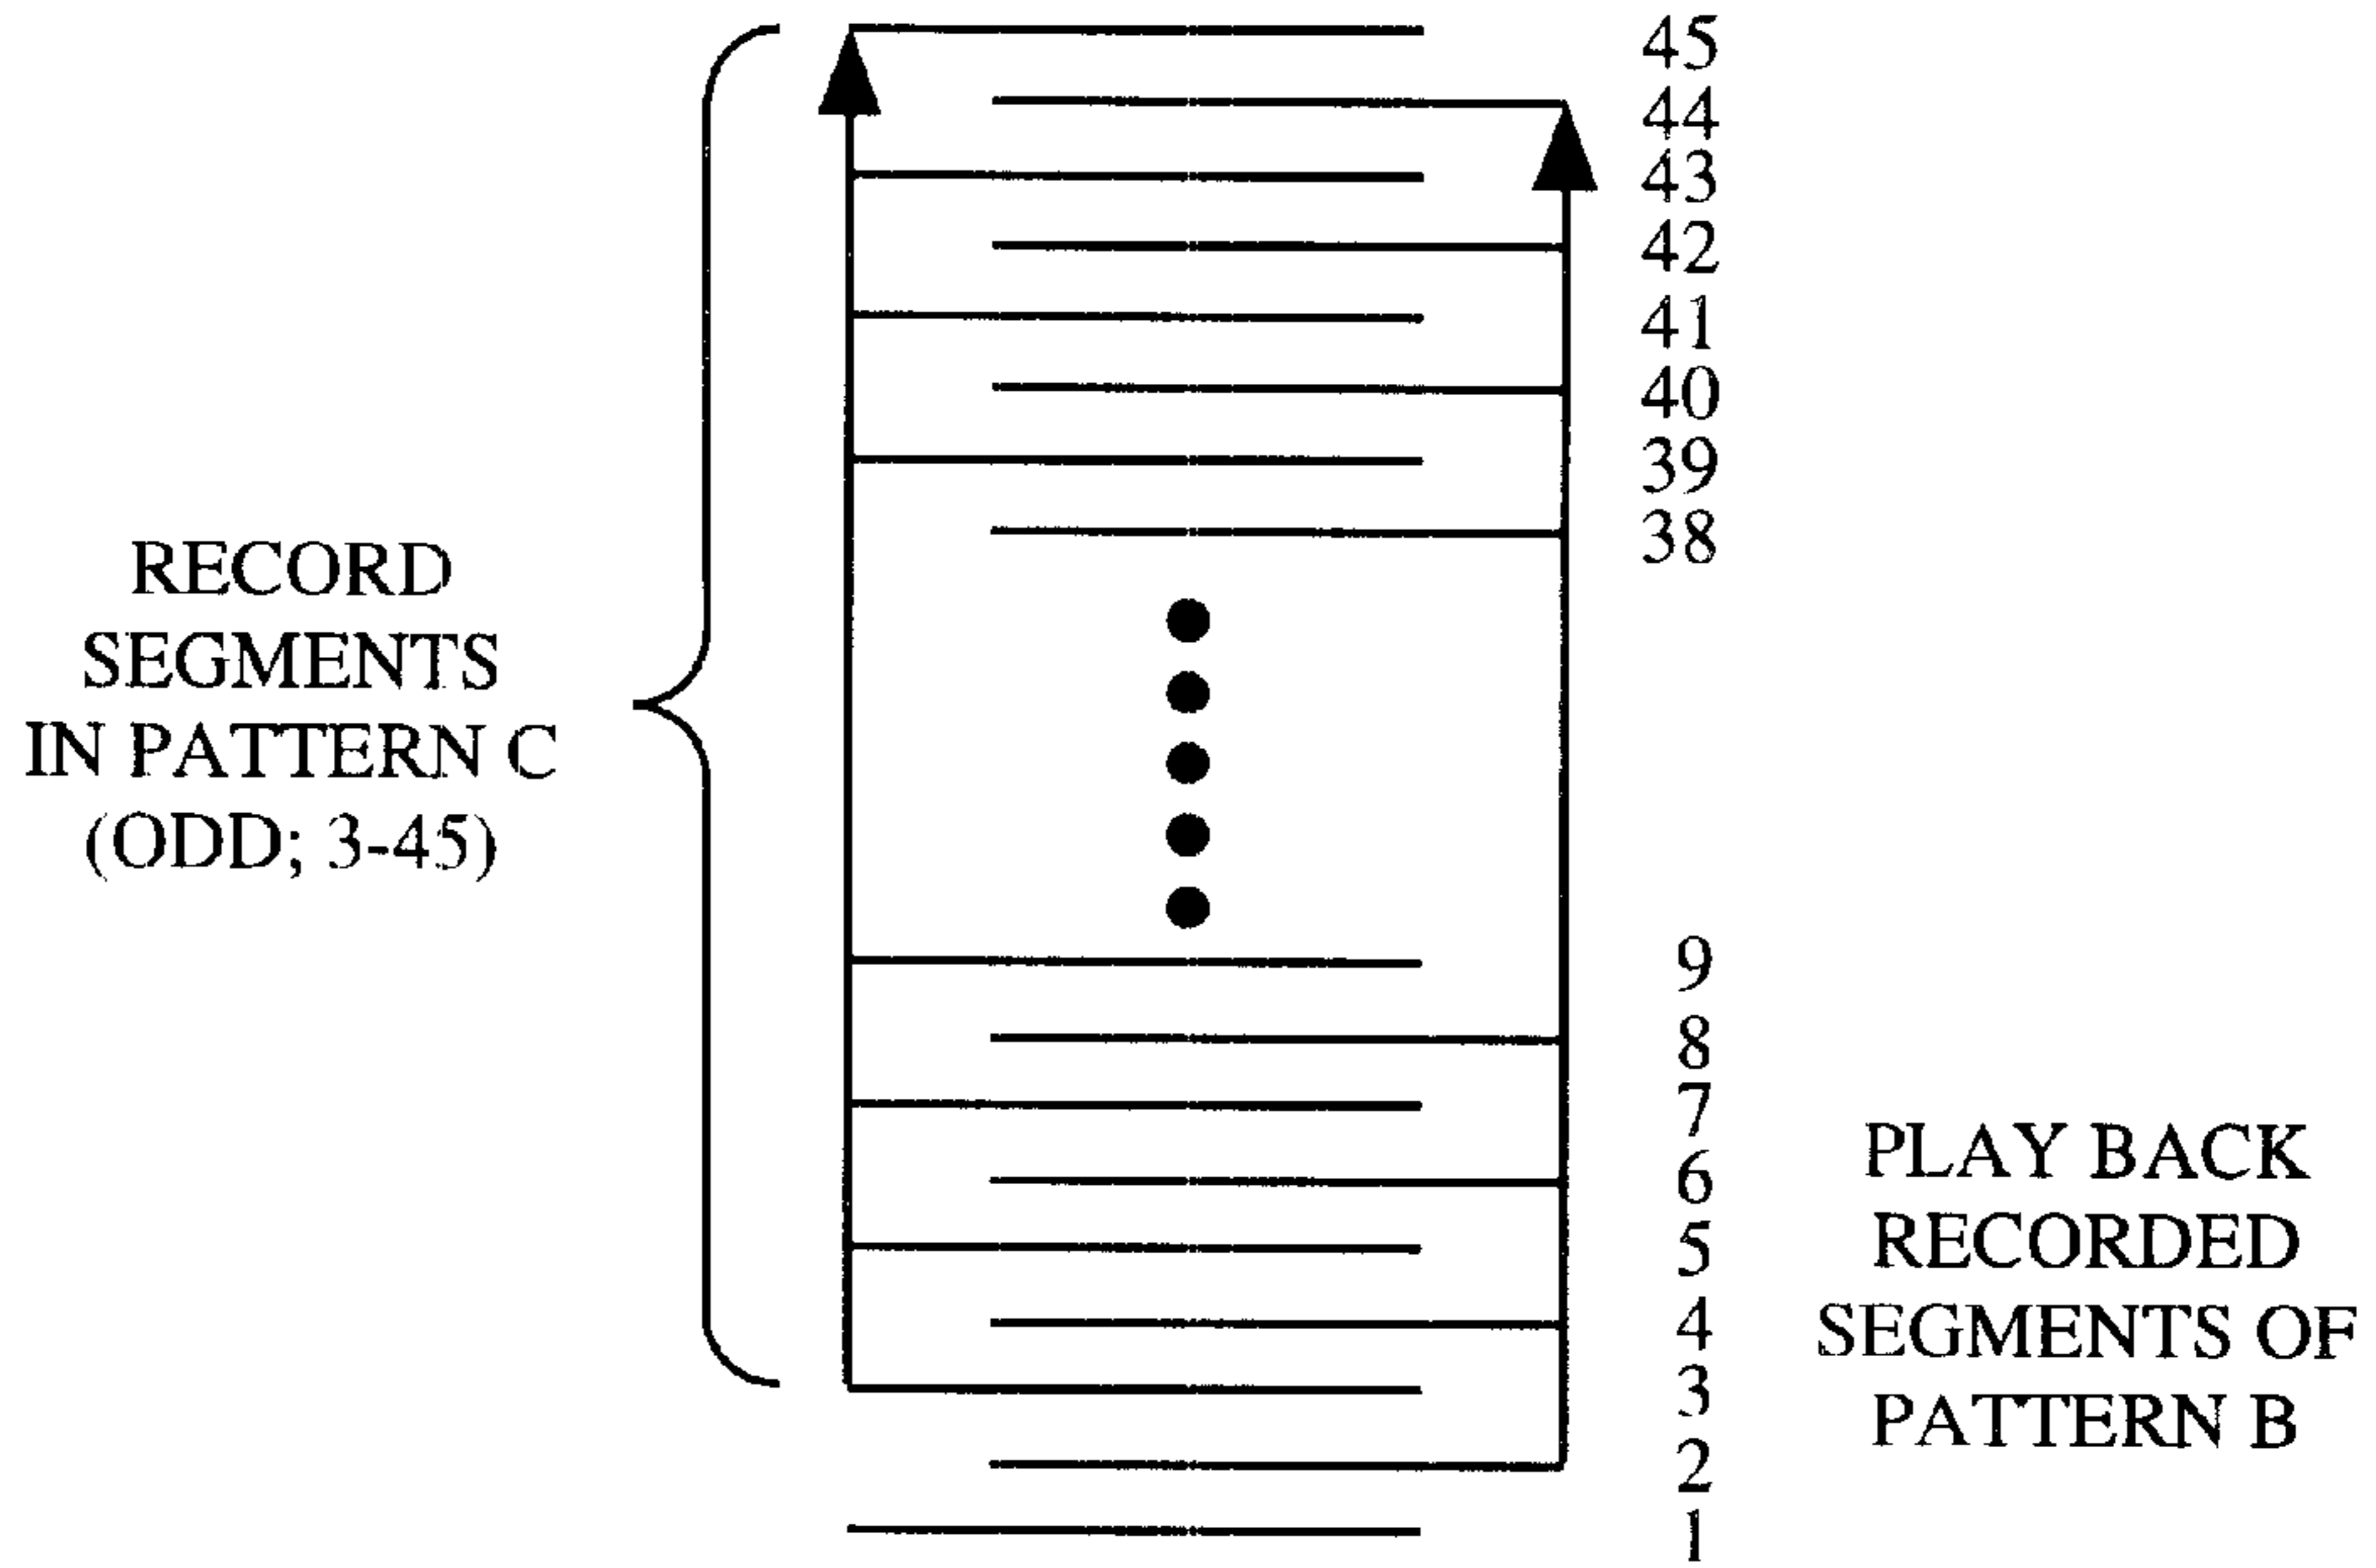 45
44
43
42
41
40
39
38
RECORD
SEGMENTS
IN PATTERN C
(ODD; 3-45)
9
8
7
6
5
4
3
2
1
PLAY BACK
RECORDED
SEGMENTS OF
PATTERN B